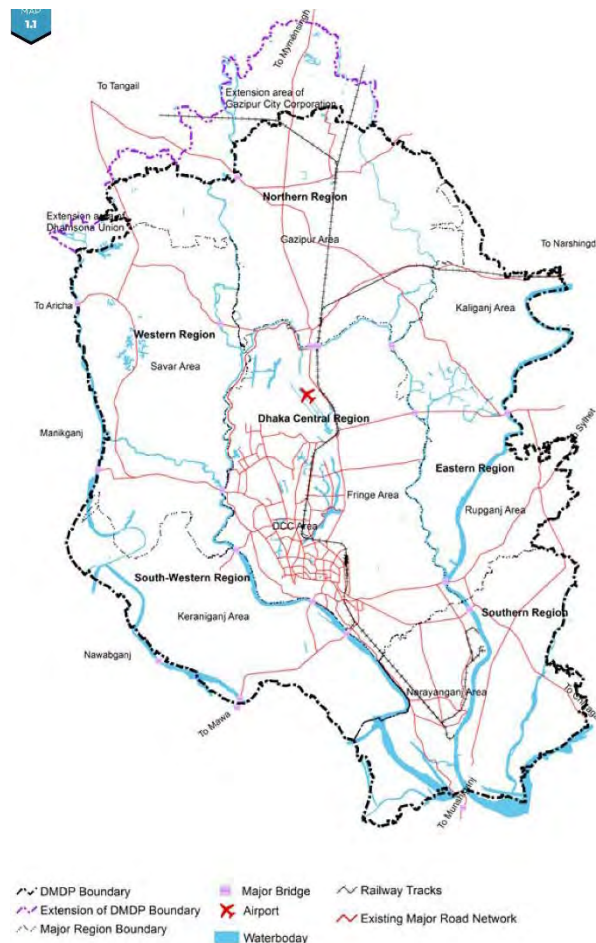 MAP
1.1
To Mymensingh
To Tangail
Extension area of
Gazipur City Corporation
Northern Region
Extension area of
Dhamsona Union
Gazipur Area
To Narshingd
To Aricha
Kaliganj Area
Western Region
Savar Area
Dhaka Central Region
Manikganj
To Sylhet
Eastern Region
Fringe Area
Rupganj Area
DCC Area
South-Western Region
Southern Region
Keraniganj Area
Nawabganj
Narayanganj Area
To Mawa
To Munshiganj
DMDP Boundary
Major Bridge
Railway Tracks
Extension of DMDP Boundary
Airport
Existing Major Road Network
Major Region Boundary
Waterboday